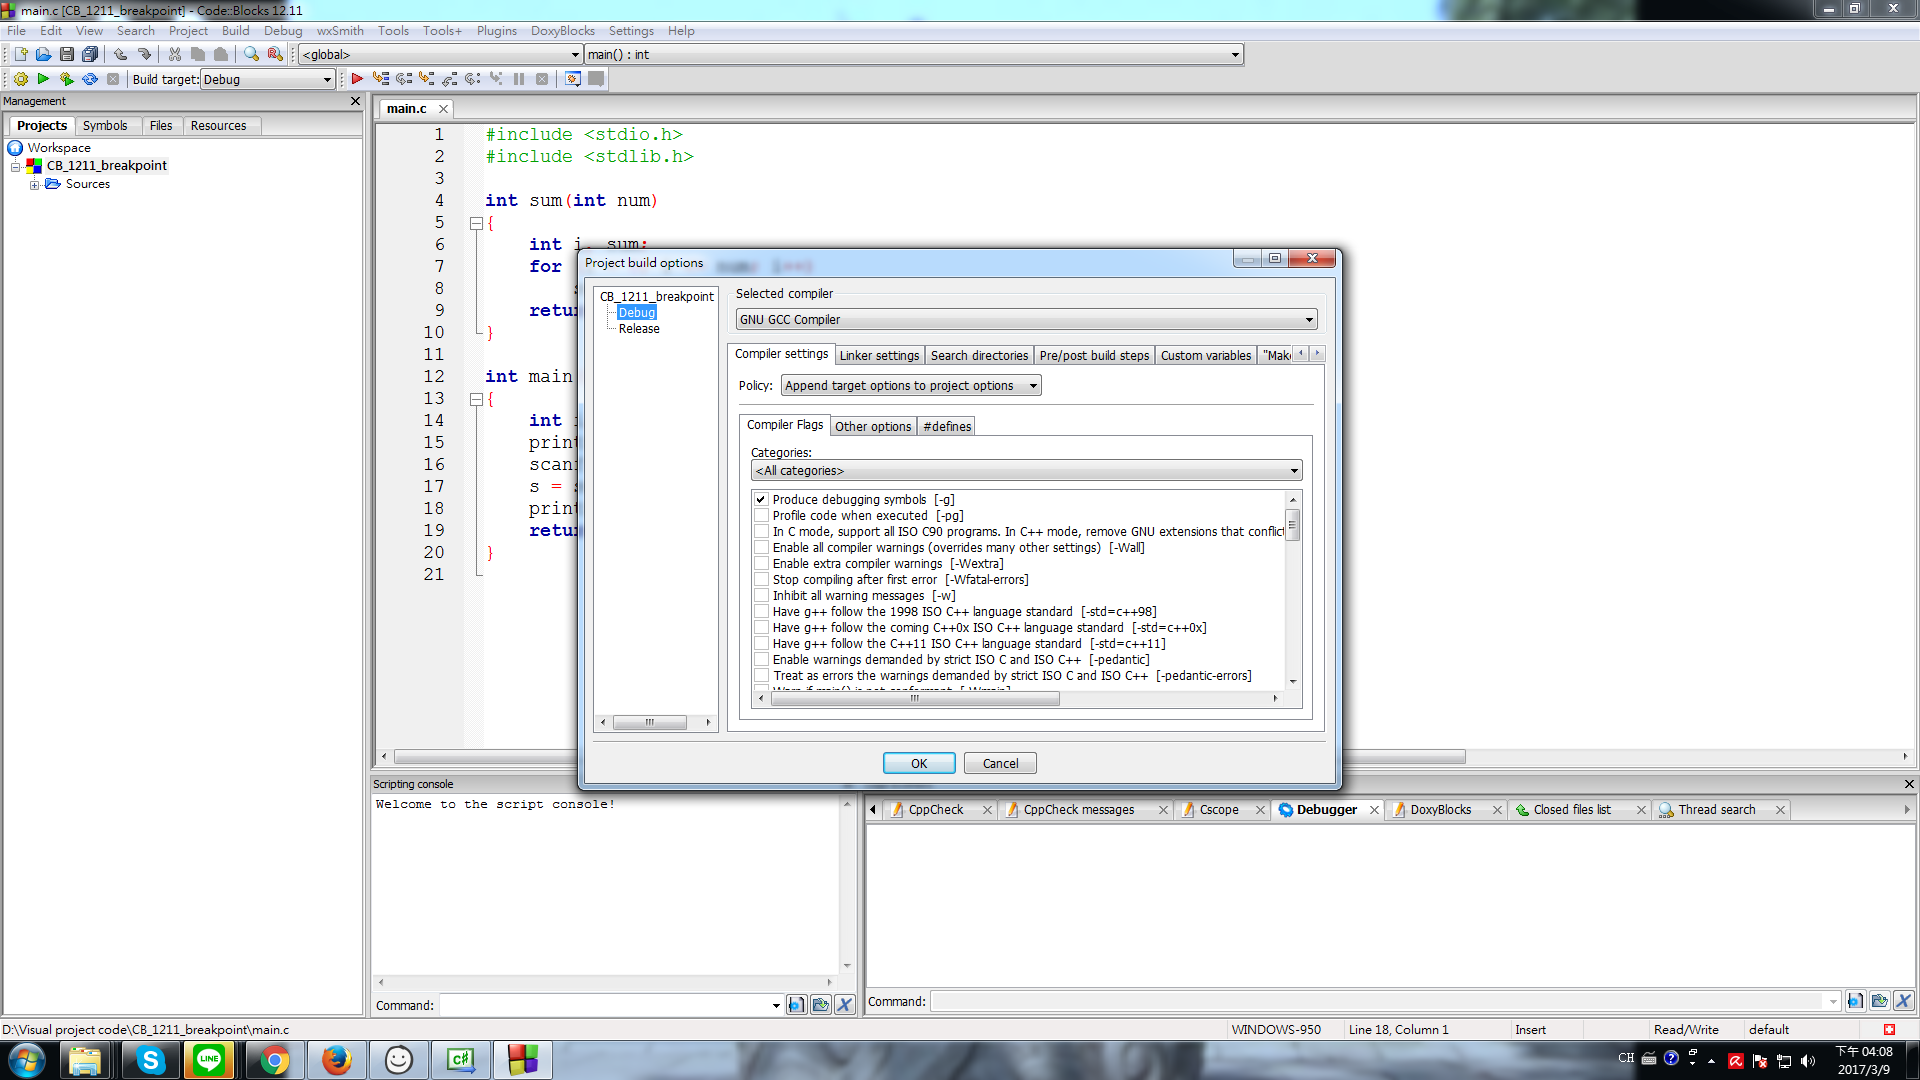 main.c [CB_1211_breakpoint] - Code::Blocks 12.11
File Edit View Search Project Build Debug wxSmith Tools Tools+ Plugins DoxyBlocks Settings Help
<global> main() : int
Build target: Debug
Management
Projects Symbols Files Resources
Workspace
CB_1211_breakpoint
Sources
main.c
1 #include <stdio.h>
2 #include <stdlib.h>
3
4 int sum(int num)
5 {
6 int i, sum;
7 for
8 s
9 retur
10 }
11
12 int main
13 {
14 int
15 print
16 scan
17 s = s
18 print
19 retur
20 }
21
Project build options
CB_1211_breakpoint
Debug
Release
Selected compiler
GNU GCC Compiler
Compiler settings Linker settings Search directories Pre/post build steps Custom variables "Make
Policy: Append target options to project options
Compiler Flags Other options #defines
Categories:
<All categories>
Produce debugging symbols [-g]
Profile code when executed [-pg]
In C mode, support all ISO C90 programs. In C++ mode, remove GNU extensions that conflict
Enable all compiler warnings (overrides many other settings) [-Wall]
Enable extra compiler warnings [-Wextra]
Stop compiling after first error [-Wfatal-errors]
Inhibit all warning messages [-w]
Have g++ follow the 1998 ISO C++ language standard [-std=c++98]
Have g++ follow the coming C++0x ISO C++ language standard [-std=c++0x]
Have g++ follow the C++11 ISO C++ language standard [-std=c++11]
Enable warnings demanded by strict ISO C and ISO C++ [-pedantic]
Treat as errors the warnings demanded by strict ISO C and ISO C++ [-pedantic-errors]
Warn if main() is not conformant [-Wmain]
OK Cancel
Scripting console
Welcome to the script console!
Command:
CppCheck CppCheck messages Cscope Debugger DoxyBlocks Closed files list Thread search
Command:
D:\Visual project code\CB_1211_breakpoint\main.c WINDOWS-950 Line 18, Column 1 Insert Read/Write default
LINE
CH
下午 04:08
2017/3/9